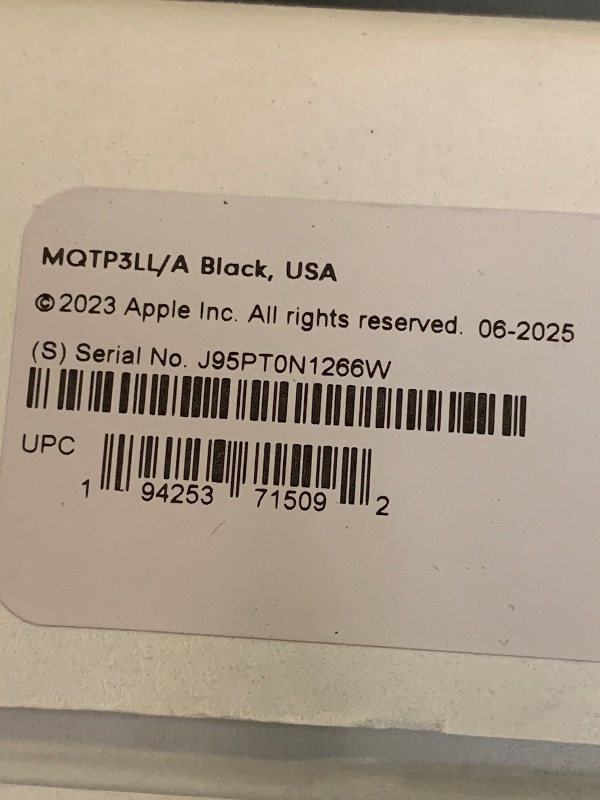 MQTP3LL/A Black, USA
©2023 Apple Inc. All rights reserved. 06-2025
(S) Serial No. J95PT0N1266W
UPC
1 94253 71509 2